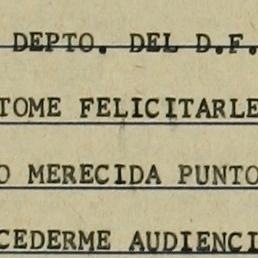 DEPTO. DEL D.F.
TOME FELICITARLE
O MERECIDA PUNTO
CEDERME AUDIENCI